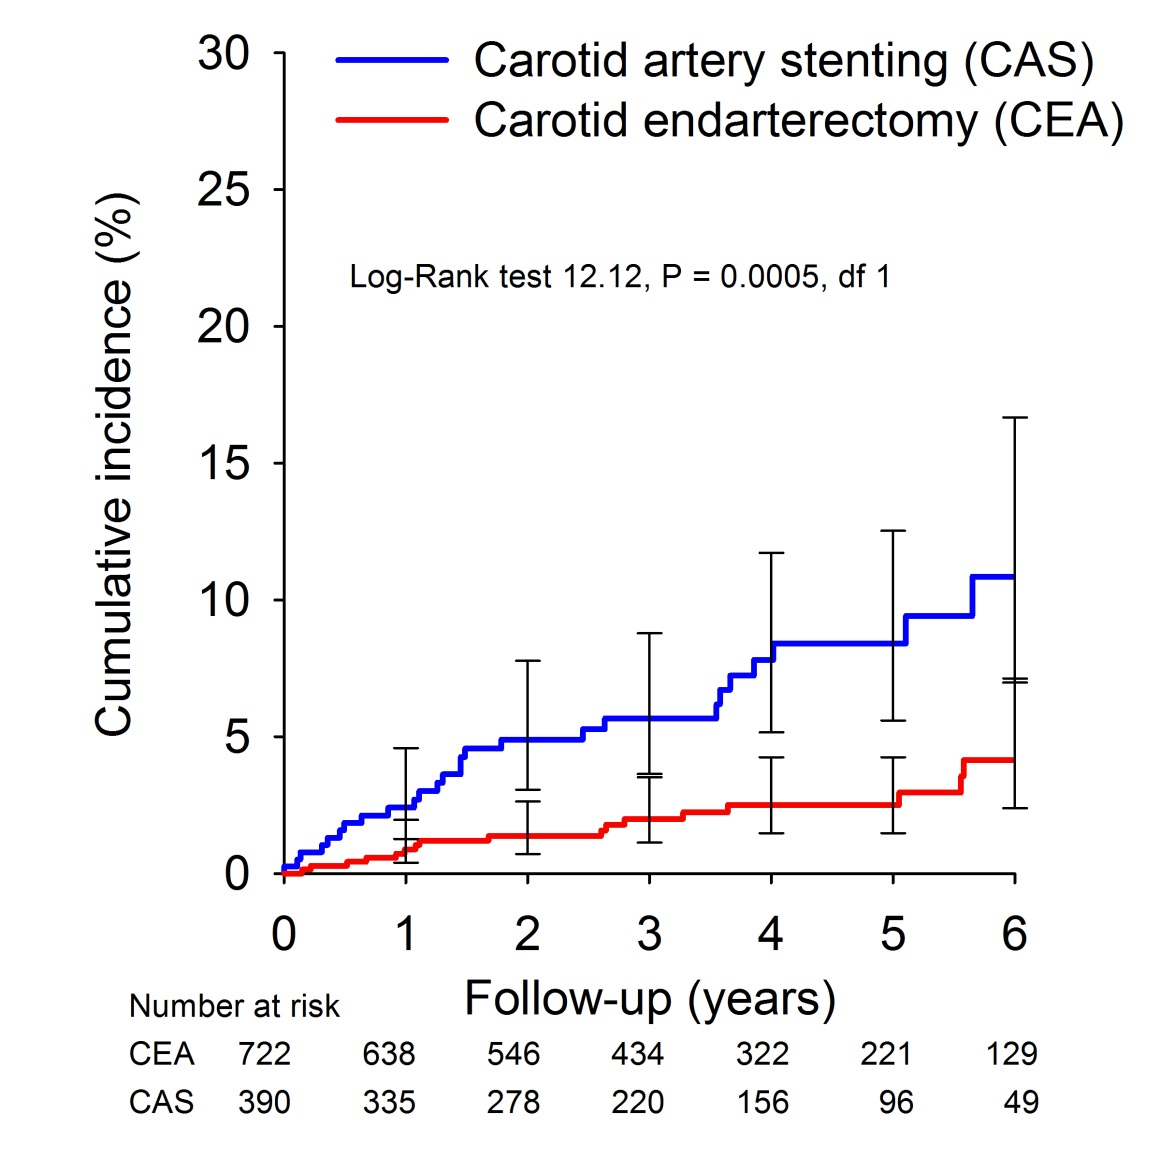 Carotid artery stenting (CAS)
Carotid endarterectomy (CEA)
Log-Rank test 12.12, P = 0.0005, df 1
Cumulative incidence (%)
30
25
20
15
10
5
0
0 1 2 3 4 5 6
Follow-up (years)
Number at risk
CEA 722 638 546 434 322 221 129
CAS 390 335 278 220 156 96 49